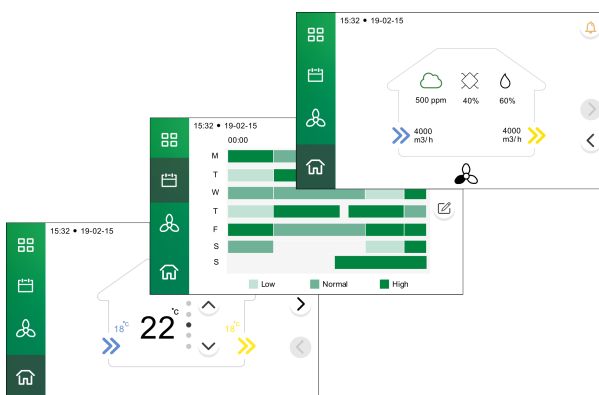 15:32 • 19-02-15
500 ppm
40%
60%
4000
m3/h
4000
m3/h
15:32 • 19-02-15
00:00
M
T
W
T
F
S
S
Low
Normal
High
15:32 • 19-02-15
18°c
22°c
18°c